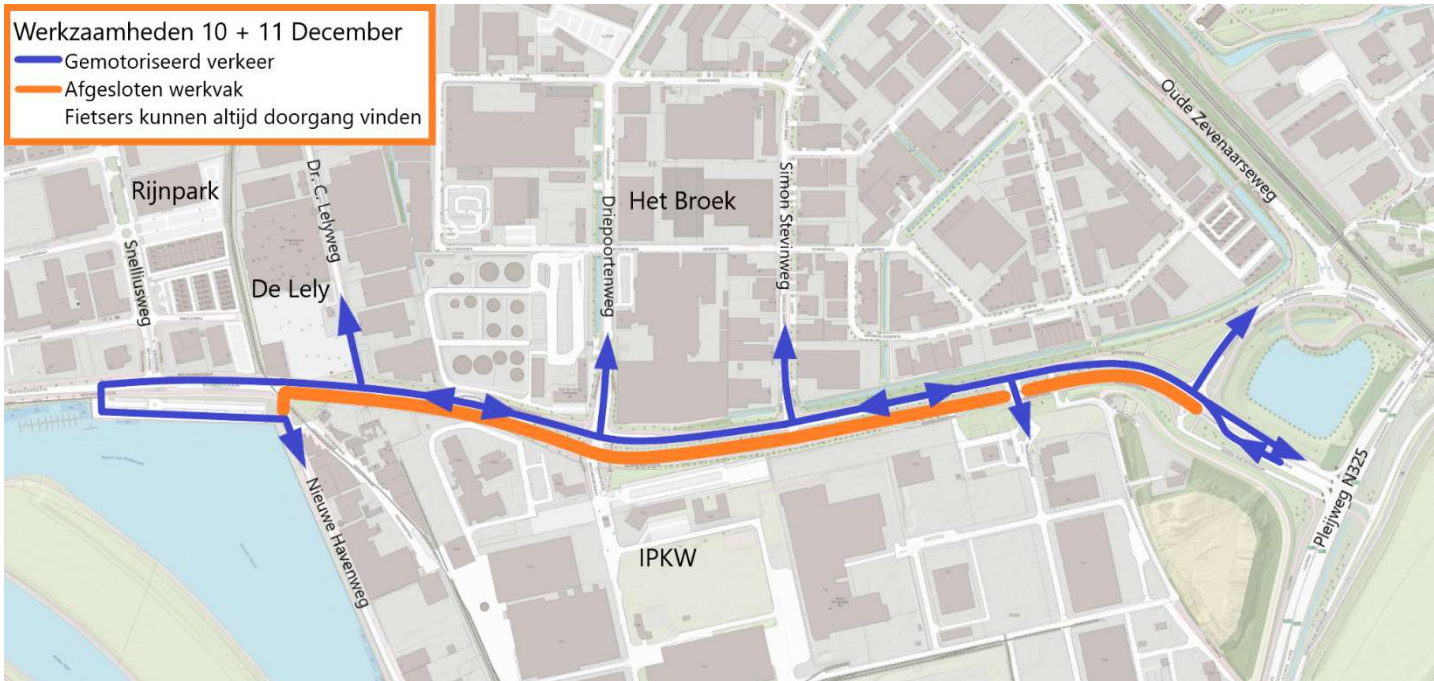 Werkzaamheden 10 + 11 December
Gemotoriseerd verkeer
Afgesloten werkvak
Fietsers kunnen altijd doorgang vinden
Oude Zevenaarseweg
Rijnpark
Dr. C. Lelyweg
Het Broek
Simon Stevinweg
Driepoortenweg
Snelliusweg
De Lely
Nieuwe Havenweg
IPKW
Pleijweg N325